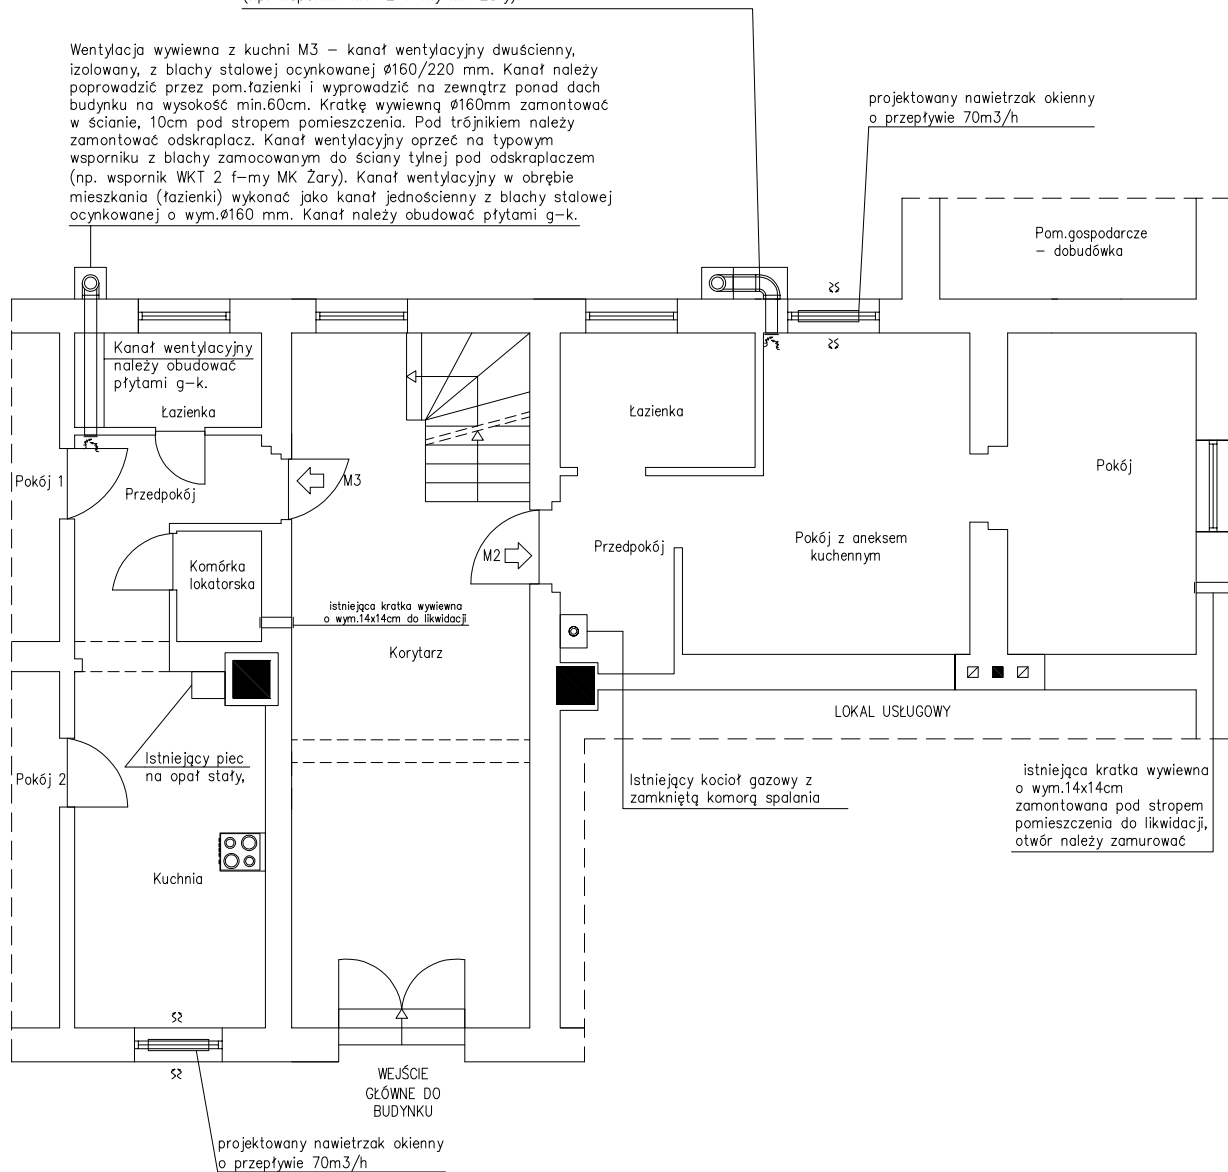 Wentylacja wywiewna z kuchni M3 – kanał wentylacyjny dwuścienny,
izolowany, z blachy stalowej ocynkowanej ø160/220 mm. Kanał należy
poprowadzić przez pom.łazienki i wyprowadzić na zewnątrz ponad dach
budynku na wysokość min.60cm. Kratkę wywiewną ø160mm zamontować
w ścianie, 10cm pod stropem pomieszczenia. Pod trójnikiem należy
zamontować odskraplacz. Kanał wentylacyjny oprzeć na typowym
wsporniku z blachy zamocowanym do ściany tylnej pod odskraplaczem
(np. wspornik WKT 2 f–my MK Żary). Kanał wentylacyjny w obrębie
mieszkania (łazienki) wykonać jako kanał jednościenny z blachy stalowej
ocynkowanej o wym.ø160 mm. Kanał należy obudować płytami g–k.
projektowany nawietrzak okienny
o przepływie 70m3/h
Pom.gospodarcze
– dobudówka
Kanał wentylacyjny
należy obudować
płytami g–k.
Łazienka
Łazienka
Pokój
Pokój 1
Przedpokój
M3
Pokój z aneksem
kuchennym
Przedpokój
M2
Komórka
lokatorska
istniejąca kratka wywiewna
o wym.14x14cm do likwidacji
Korytarz
LOKAL USŁUGOWY
Istniejący piec
na opał stały,
Pokój 2
Istniejący kocioł gazowy z
zamkniętą komorą spalania
istniejąca kratka wywiewna
o wym.14x14cm
zamontowana pod stropem
pomieszczenia do likwidacji,
otwór należy zamurować
Kuchnia
WEJŚCIE
GŁÓWNE DO
BUDYNKU
projektowany nawietrzak okienny
o przepływie 70m3/h